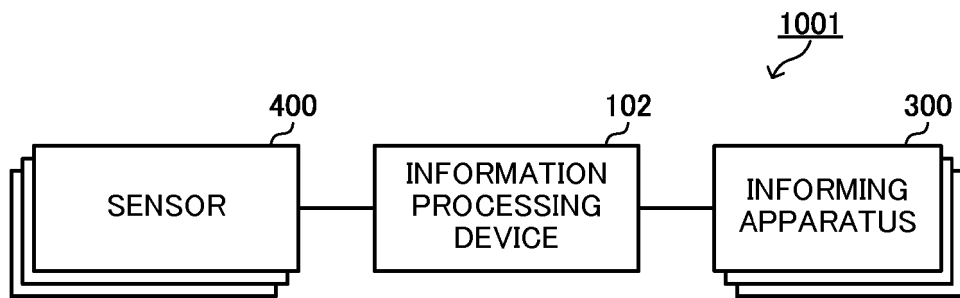 1001
400
102
300
SENSOR
INFORMATION
PROCESSING
DEVICE
INFORMING
APPARATUS